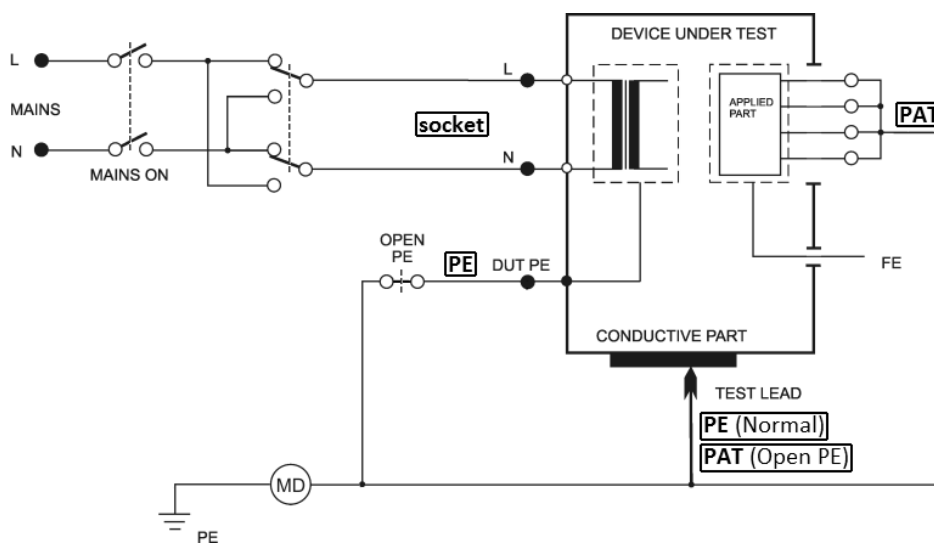 DEVICE UNDER TEST
L
L
MAINS
socket
APPLIED
PART
PAT
N
N
MAINS ON
OPEN
PE
PE
DUT PE
FE
CONDUCTIVE PART
TEST LEAD
PE (Normal)
PAT (Open PE)
MD
PE